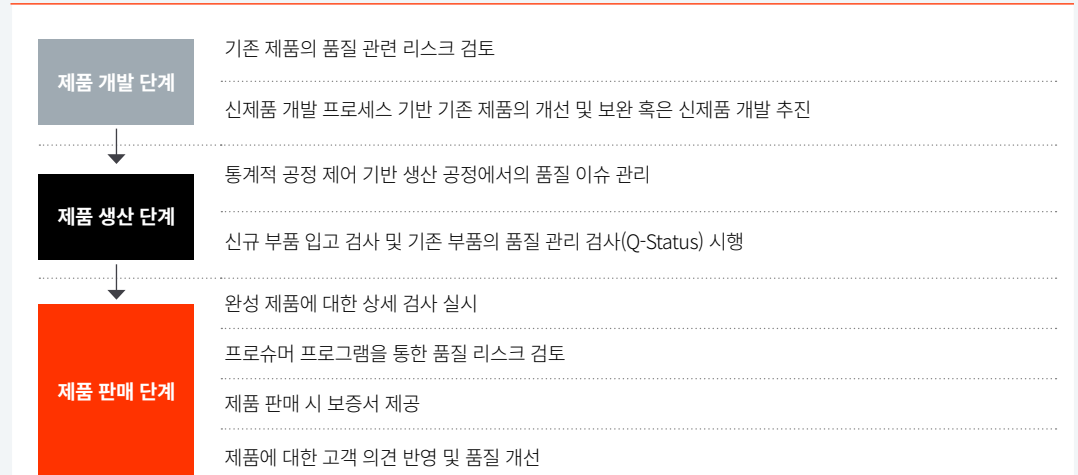 제품 개발 단계
기존 제품의 품질 관련 리스크 검토
신제품 개발 프로세스 기반 기존 제품의 개선 및 보완 혹은 신제품 개발 추진
제품 생산 단계
통계적 공정 제어 기반 생산 공정에서의 품질 이슈 관리
신규 부품 입고 검사 및 기존 부품의 품질 관리 검사(Q-Status) 시행
제품 판매 단계
완성 제품에 대한 상세 검사 실시
프로슈머 프로그램을 통한 품질 리스크 검토
제품 판매 시 보증서 제공
제품에 대한 고객 의견 반영 및 품질 개선